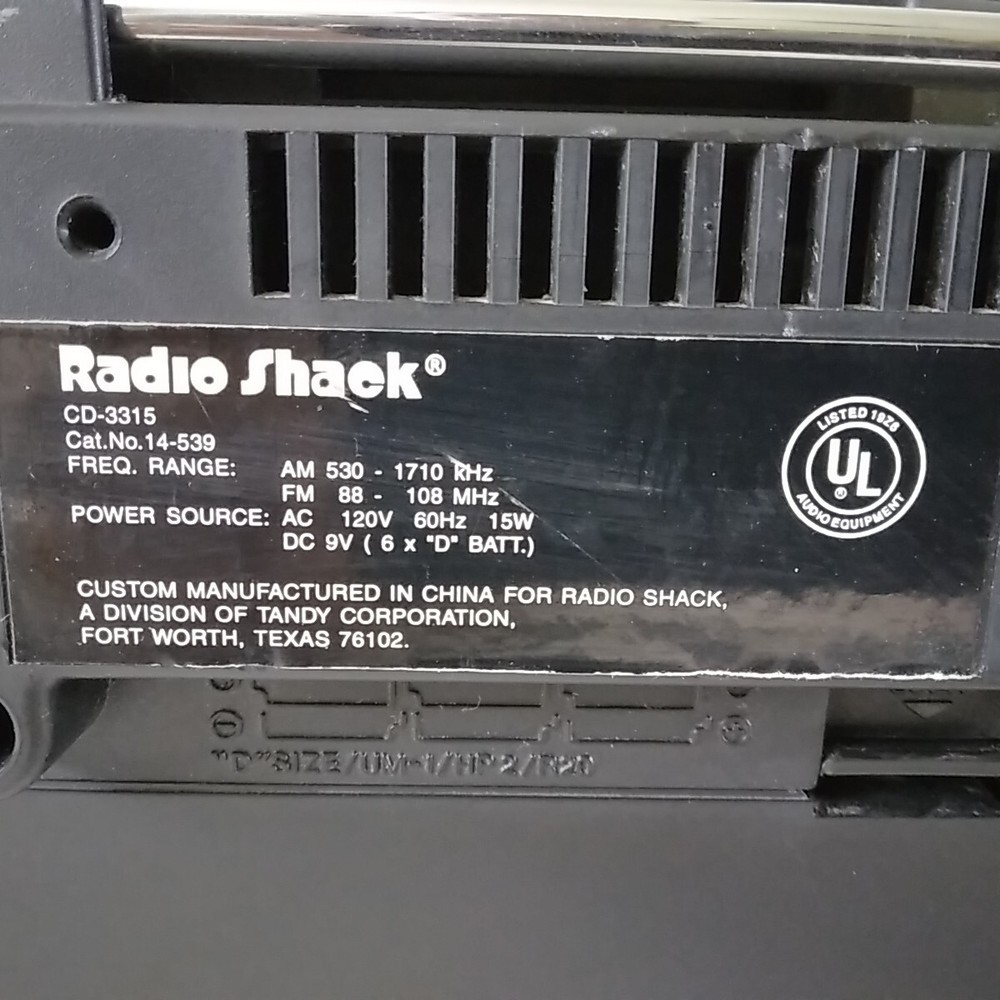 Radio Shack®
CD-3315
Cat.No.14-539
FREQ. RANGE: AM 530 - 1710 kHz
FM 88 - 108 MHz
POWER SOURCE: AC 120V 60Hz 15W
DC 9V ( 6 x "D" BATT.)
LISTED 19Z6
UL®
AUDIO EQUIPMENT
CUSTOM MANUFACTURED IN CHINA FOR RADIO SHACK,
A DIVISION OF TANDY CORPORATION,
FORT WORTH, TEXAS 76102.
"D"SIZE/UM-1/HP2/R20